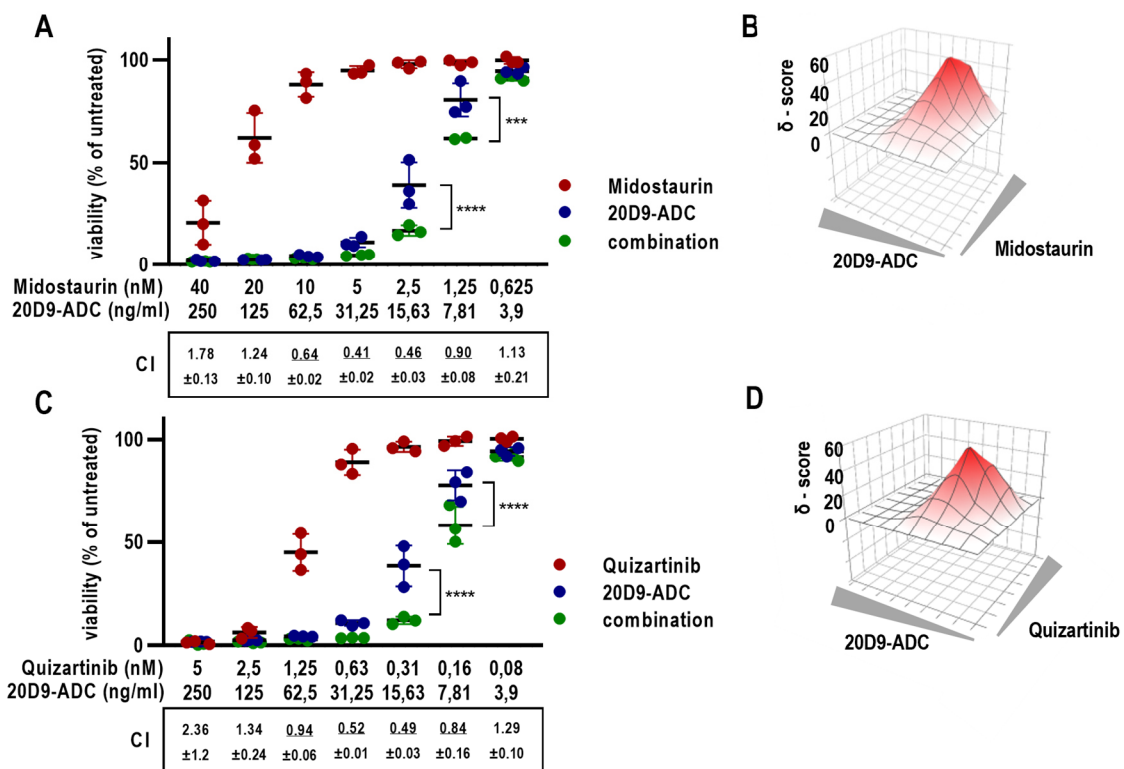 A
B
viability (% of untreated)
100
50
0
***
****
Midostaurin
20D9-ADC
combination
Midostaurin (nM) 40 20 10 5 2,5 1,25 0,625
20D9-ADC (ng/ml) 250 125 62,5 31,25 15,63 7,81 3,9
CI
1.78 1.24 0.64 0.41 0.46 0.90 1.13
±0.13 ±0.10 ±0.02 ±0.02 ±0.03 ±0.08 ±0.21
δ - score
60
40
20
0
20D9-ADC
Midostaurin
C
D
viability (% of untreated)
100
50
0
****
****
Quizartinib
20D9-ADC
combination
Quizartinib (nM) 5 2,5 1,25 0,63 0,31 0,16 0,08
20D9-ADC (ng/ml) 250 125 62,5 31,25 15,63 7,81 3,9
CI
2.36 1.34 0.94 0.52 0.49 0.84 1.29
±1.2 ±0.24 ±0.06 ±0.01 ±0.03 ±0.16 ±0.10
δ - score
60
40
20
0
20D9-ADC
Quizartinib